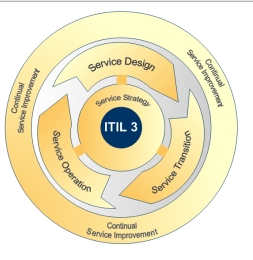 Service Design
Continual
Service Improvement
Continual
Service Improvement
Service Strategy
ITIL 3
Service Operation
Service Transition
Continual
Service Improvement